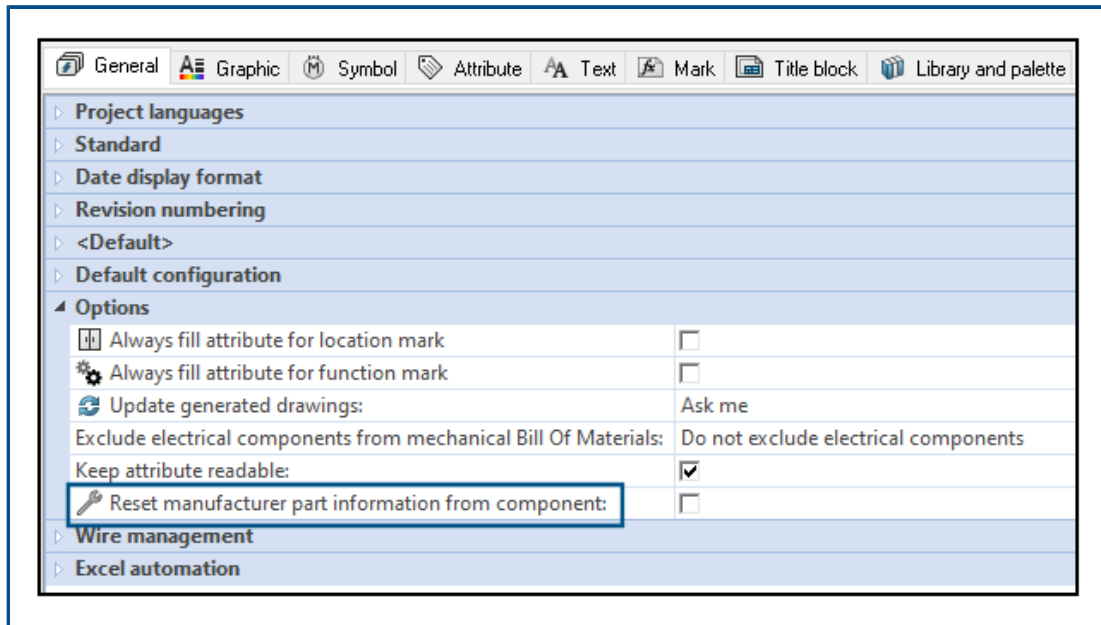 General Graphic Symbol Attribute Text Mark Title block Library and palette
Project languages
Standard
Date display format
Revision numbering
<Default>
Default configuration
Options
Always fill attribute for location mark
Always fill attribute for function mark
Update generated drawings: Ask me
Exclude electrical components from mechanical Bill Of Materials: Do not exclude electrical components
Keep attribute readable:
Reset manufacturer part information from component:
Wire management
Excel automation